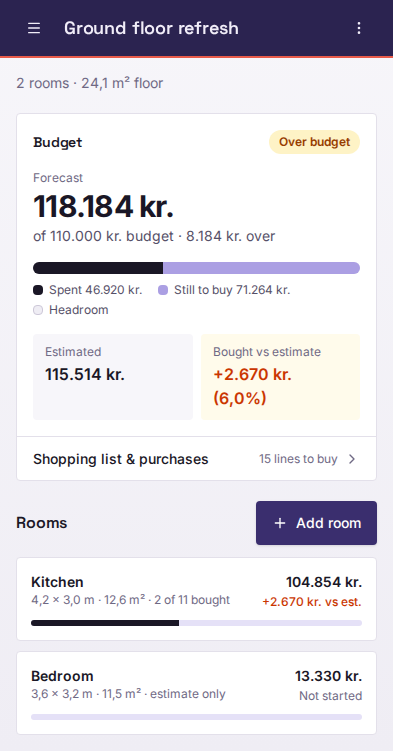 Ground floor refresh
2 rooms · 24,1 m² floor
Budget
Over budget
Forecast
118.184 kr.
of 110.000 kr. budget · 8.184 kr. over
Spent 46.920 kr.
Still to buy 71.264 kr.
Headroom
Estimated
115.514 kr.
Bought vs estimate
+2.670 kr.
(6,0%)
Shopping list & purchases
15 lines to buy
Rooms
+ Add room
Kitchen
104.854 kr.
4,2 × 3,0 m · 12,6 m² · 2 of 11 bought
+2.670 kr. vs est.
Bedroom
13.330 kr.
3,6 × 3,2 m · 11,5 m² · estimate only
Not started